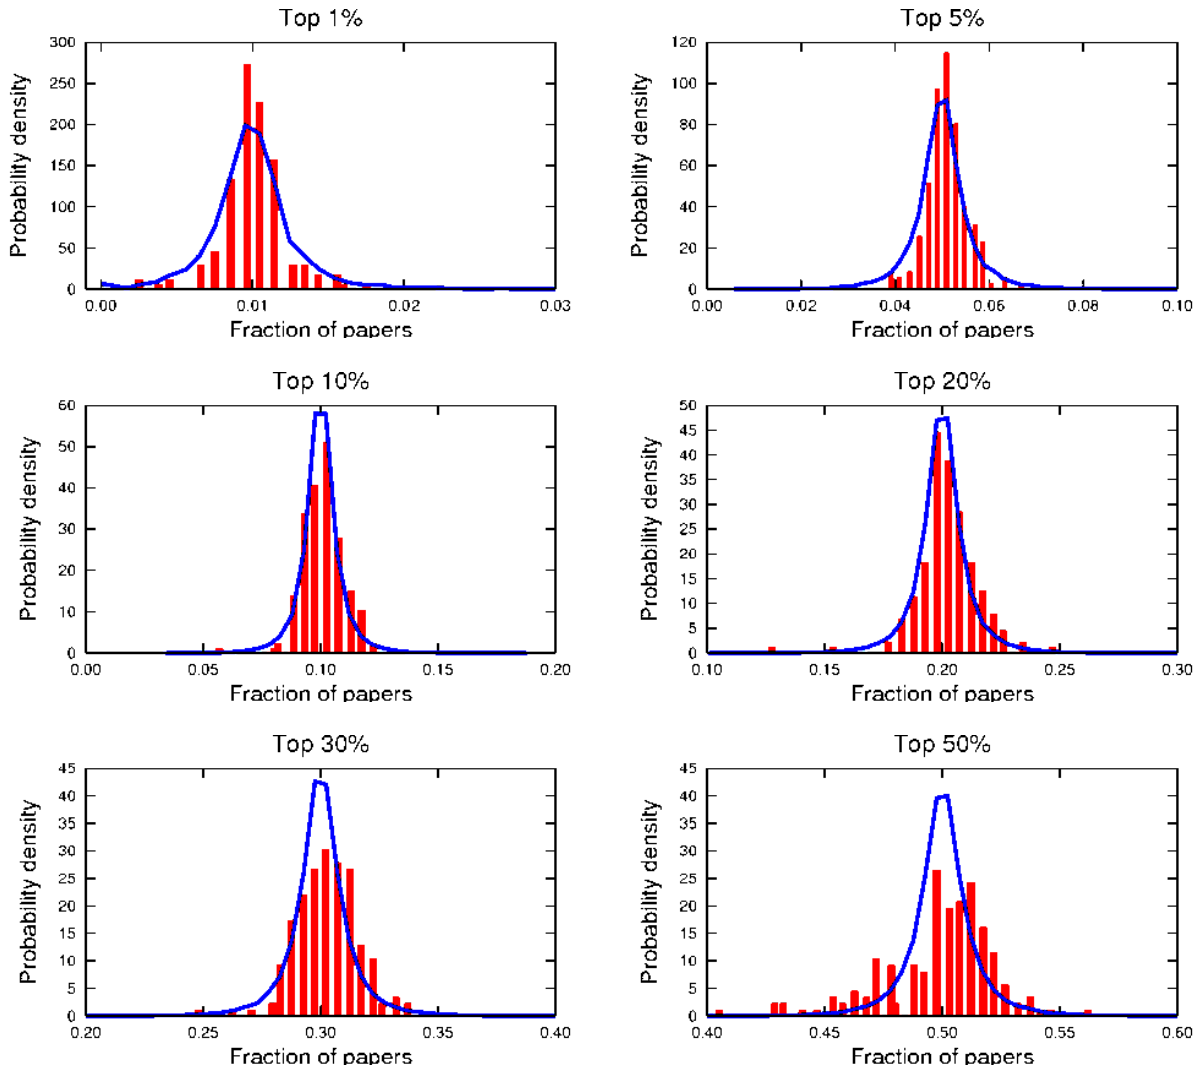 Top 1%
Probability density
300
250
200
150
100
50
0
0.00 0.01 0.02 0.03
Fraction of papers
Top 5%
Probability density
120
100
80
60
40
20
0
0.00 0.02 0.04 0.06 0.08 0.10
Fraction of papers
Top 10%
Probability density
60
50
40
30
20
10
0
0.00 0.05 0.10 0.15 0.20
Fraction of papers
Top 20%
Probability density
50
45
40
35
30
25
20
15
10
5
0
0.10 0.15 0.20 0.25 0.30
Fraction of papers
Top 30%
Probability density
45
40
35
30
25
20
15
10
5
0
0.20 0.25 0.30 0.35 0.40
Fraction of papers
Top 50%
Probability density
45
40
35
30
25
20
15
10
5
0
0.40 0.45 0.50 0.55 0.60
Fraction of papers